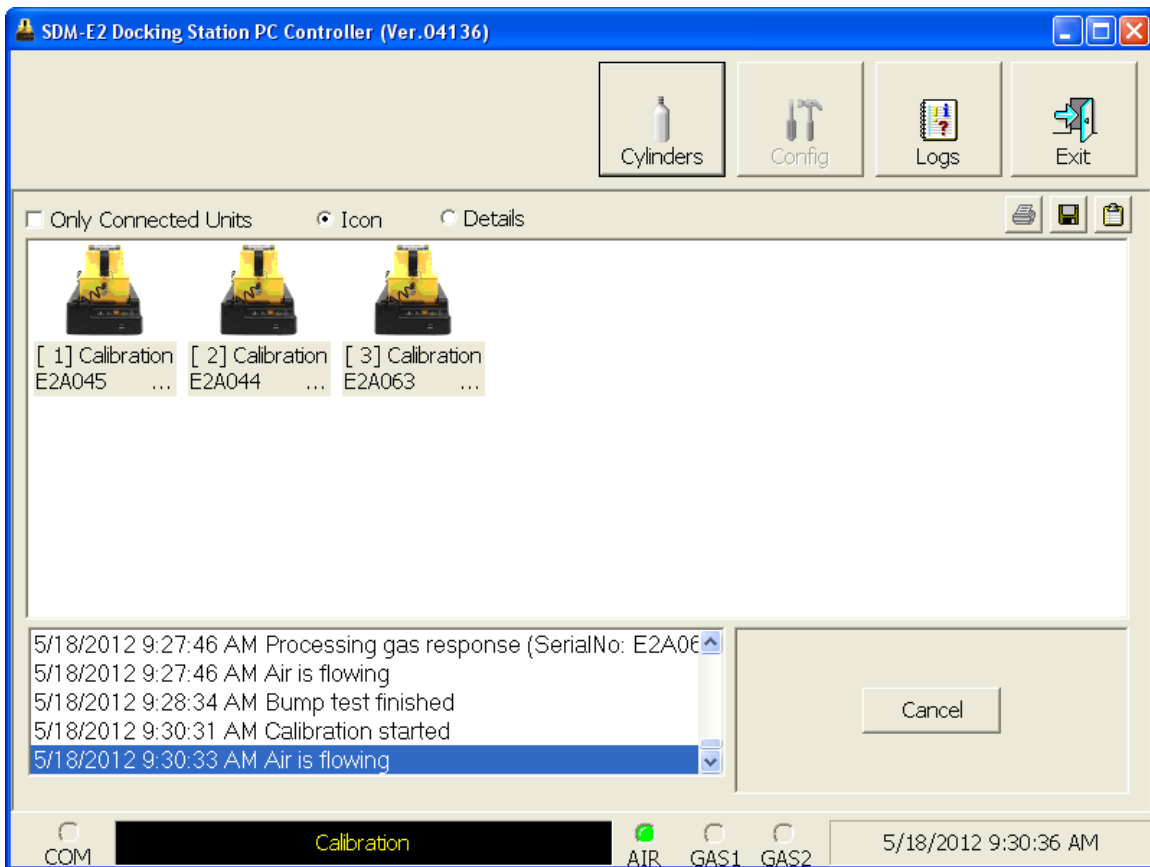 SDM-E2 Docking Station PC Controller (Ver.04136)
Cylinders
Config
Logs
Exit
Only Connected Units
Icon
Details
[ 1] Calibration
E2A045 ...
[ 2] Calibration
E2A044 ...
[ 3] Calibration
E2A063 ...
5/18/2012 9:27:46 AM Processing gas response (SerialNo: E2A06
5/18/2012 9:27:46 AM Air is flowing
5/18/2012 9:28:34 AM Bump test finished
5/18/2012 9:30:31 AM Calibration started
5/18/2012 9:30:33 AM Air is flowing
Cancel
COM
Calibration
AIR
GAS1
GAS2
5/18/2012 9:30:36 AM